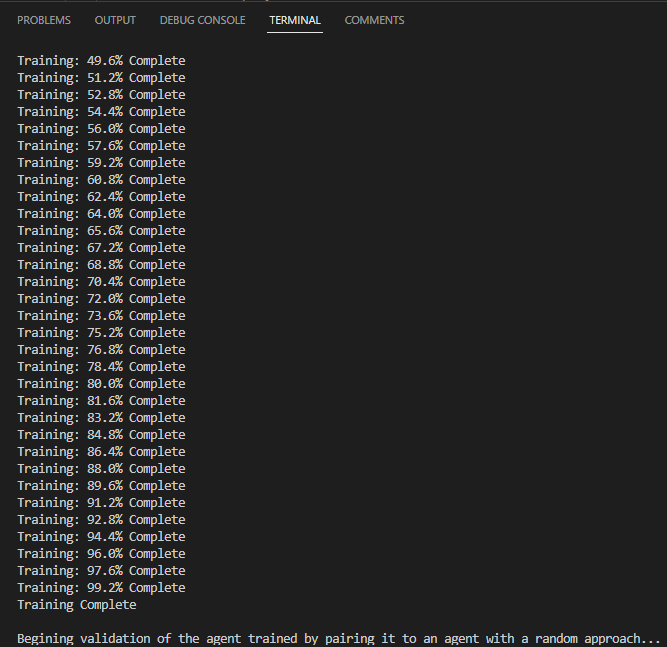 PROBLEMS OUTPUT DEBUG CONSOLE TERMINAL COMMENTS
Training: 49.6% Complete
Training: 51.2% Complete
Training: 52.8% Complete
Training: 54.4% Complete
Training: 56.0% Complete
Training: 57.6% Complete
Training: 59.2% Complete
Training: 60.8% Complete
Training: 62.4% Complete
Training: 64.0% Complete
Training: 65.6% Complete
Training: 67.2% Complete
Training: 68.8% Complete
Training: 70.4% Complete
Training: 72.0% Complete
Training: 73.6% Complete
Training: 75.2% Complete
Training: 76.8% Complete
Training: 78.4% Complete
Training: 80.0% Complete
Training: 81.6% Complete
Training: 83.2% Complete
Training: 84.8% Complete
Training: 86.4% Complete
Training: 88.0% Complete
Training: 89.6% Complete
Training: 91.2% Complete
Training: 92.8% Complete
Training: 94.4% Complete
Training: 96.0% Complete
Training: 97.6% Complete
Training: 99.2% Complete
Training Complete
Begining validation of the agent trained by pairing it to an agent with a random approach...